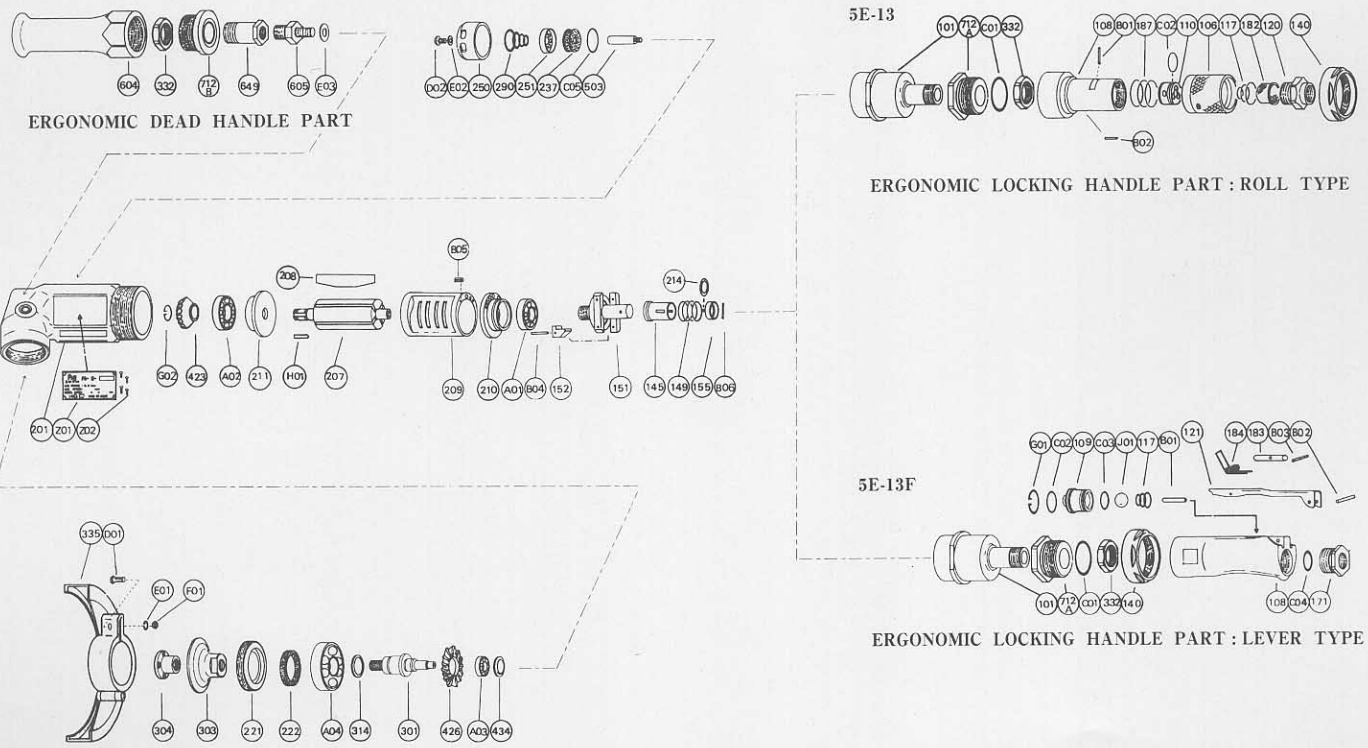 604 332 712 B 649 605 E03
ERGONOMIC DEAD HANDLE PART
D02 E02 250 290 251 237 C05 503
5E-13
101 712 A C01 332 108 B01 187 C02 110 106 117 182 120 140
B02
ERGONOMIC LOCKING HANDLE PART : ROLL TYPE
B05
208 214
G02 423 A02 211 H01 207 209 210 A01 B04 152 151 145 149 155 B06
201 Z01 Z02
5E-13F
G01 C02 109 C03 J01 117 B01 121 184 183 B03 B02
101 712 A C01 332 140 108 C04 171
ERGONOMIC LOCKING HANDLE PART : LEVER TYPE
335 D01
E01 F01
304 303 221 222 A04 314 301 426 A03 434